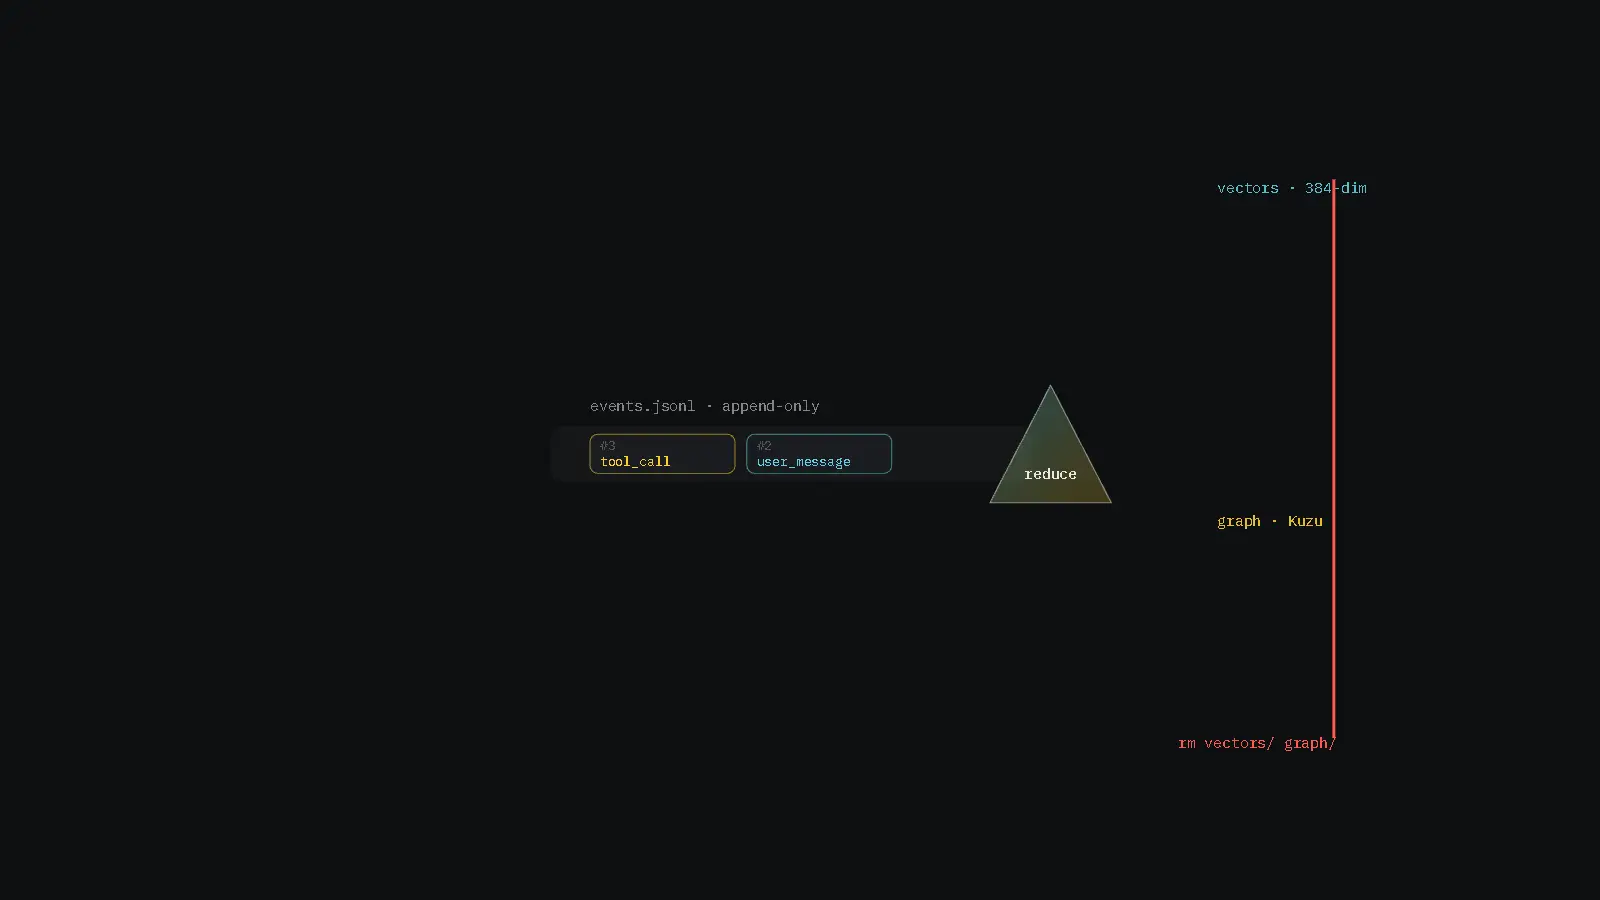 vectors · 384-dim
events.jsonl · append-only
#3
tool_call
#2
user_message
reduce
graph · Kuzu
rm vectors/ graph/